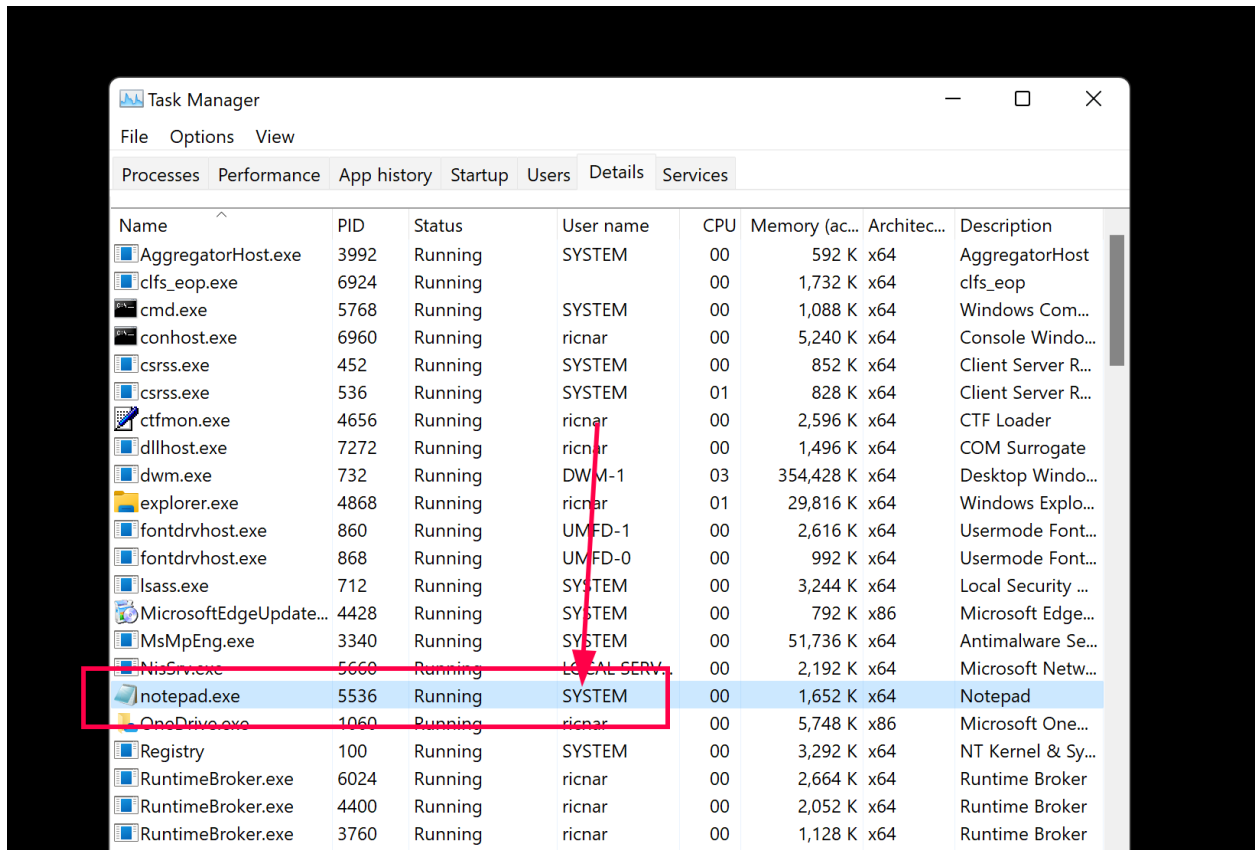 Task Manager
File Options View
Processes Performance App history Startup Users Details Services
Name PID Status User name CPU Memory (ac... Architec... Description
AggregatorHost.exe 3992 Running SYSTEM 00 592 K x64 AggregatorHost
clfs_eop.exe 6924 Running 00 1,732 K x64 clfs_eop
cmd.exe 5768 Running SYSTEM 00 1,088 K x64 Windows Com...
conhost.exe 6960 Running ricnar 00 5,240 K x64 Console Windo...
csrss.exe 452 Running SYSTEM 00 852 K x64 Client Server R...
csrss.exe 536 Running SYSTEM 01 828 K x64 Client Server R...
ctfmon.exe 4656 Running ricnar 00 2,596 K x64 CTF Loader
dllhost.exe 7272 Running ricnar 00 1,496 K x64 COM Surrogate
dwm.exe 732 Running DWM-1 03 354,428 K x64 Desktop Windo...
explorer.exe 4868 Running ricnar 01 29,816 K x64 Windows Explo...
fontdrvhost.exe 860 Running UMFD-1 00 2,616 K x64 Usermode Font...
fontdrvhost.exe 868 Running UMFD-0 00 992 K x64 Usermode Font...
lsass.exe 712 Running SYSTEM 00 3,244 K x64 Local Security ...
MicrosoftEdgeUpdate... 4428 Running SYSTEM 00 792 K x86 Microsoft Edge...
MsMpEng.exe 3340 Running SYSTEM 00 51,736 K x64 Antimalware Se...
NisSrv.exe 5660 Running LOCAL SERV... 00 2,192 K x64 Microsoft Netw...
notepad.exe 5536 Running SYSTEM 00 1,652 K x64 Notepad
OneDrive.exe 1060 Running ricnar 00 5,748 K x86 Microsoft One...
Registry 100 Running SYSTEM 00 3,292 K x64 NT Kernel & Sy...
RuntimeBroker.exe 6024 Running ricnar 00 2,664 K x64 Runtime Broker
RuntimeBroker.exe 4400 Running ricnar 00 2,052 K x64 Runtime Broker
RuntimeBroker.exe 3760 Running ricnar 00 1,128 K x64 Runtime Broker